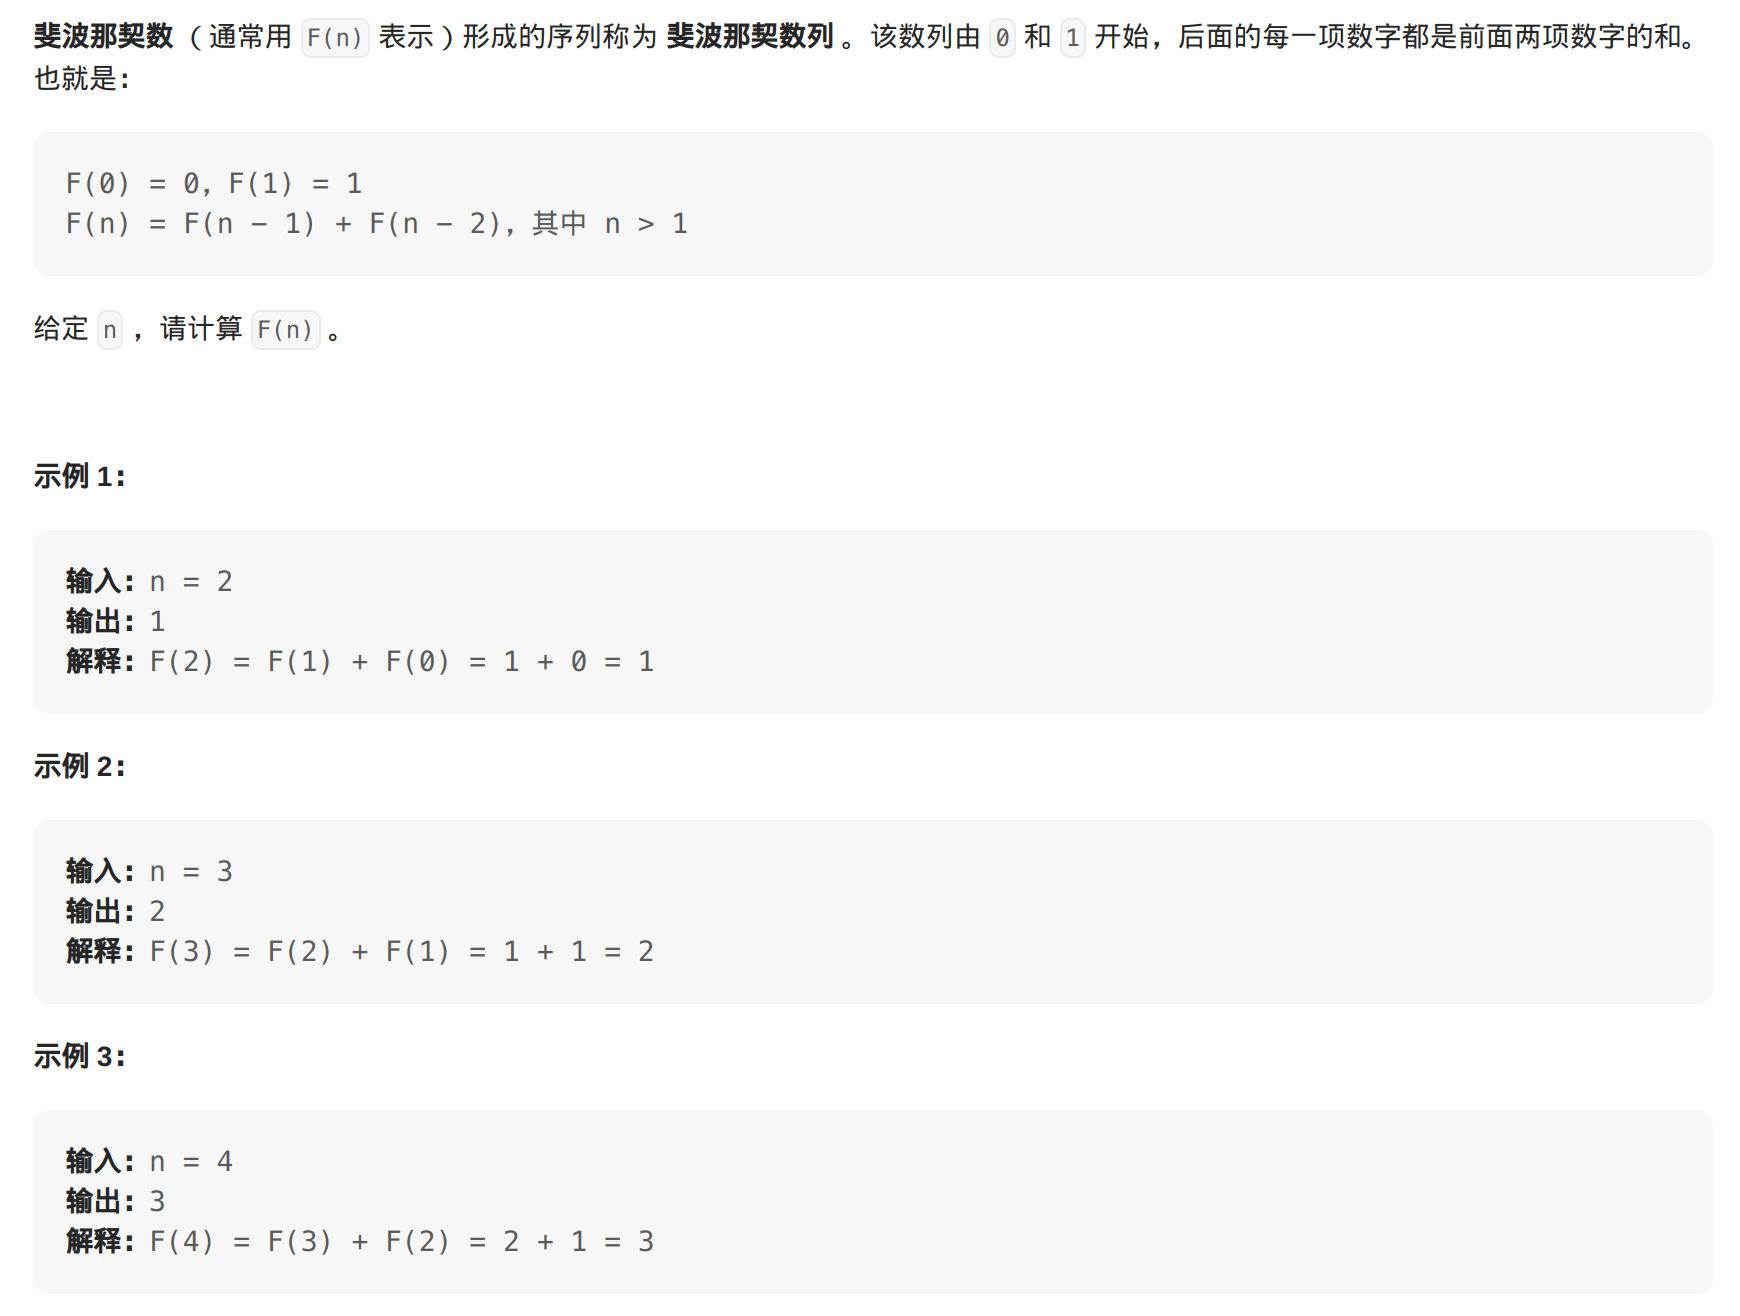 斐波那契数 (通常用 F(n) 表示)形成的序列称为 斐波那契数列 。该数列由 0 和 1 开始，后面的每一项数字都是前面两项数字的和。
也就是：
F(0) = 0，F(1) = 1
F(n) = F(n - 1) + F(n - 2)，其中 n > 1
给定 n ，请计算 F(n) 。
示例 1：
输入：n = 2
输出：1
解释：F(2) = F(1) + F(0) = 1 + 0 = 1
示例 2：
输入：n = 3
输出：2
解释：F(3) = F(2) + F(1) = 1 + 1 = 2
示例 3：
输入：n = 4
输出：3
解释：F(4) = F(3) + F(2) = 2 + 1 = 3